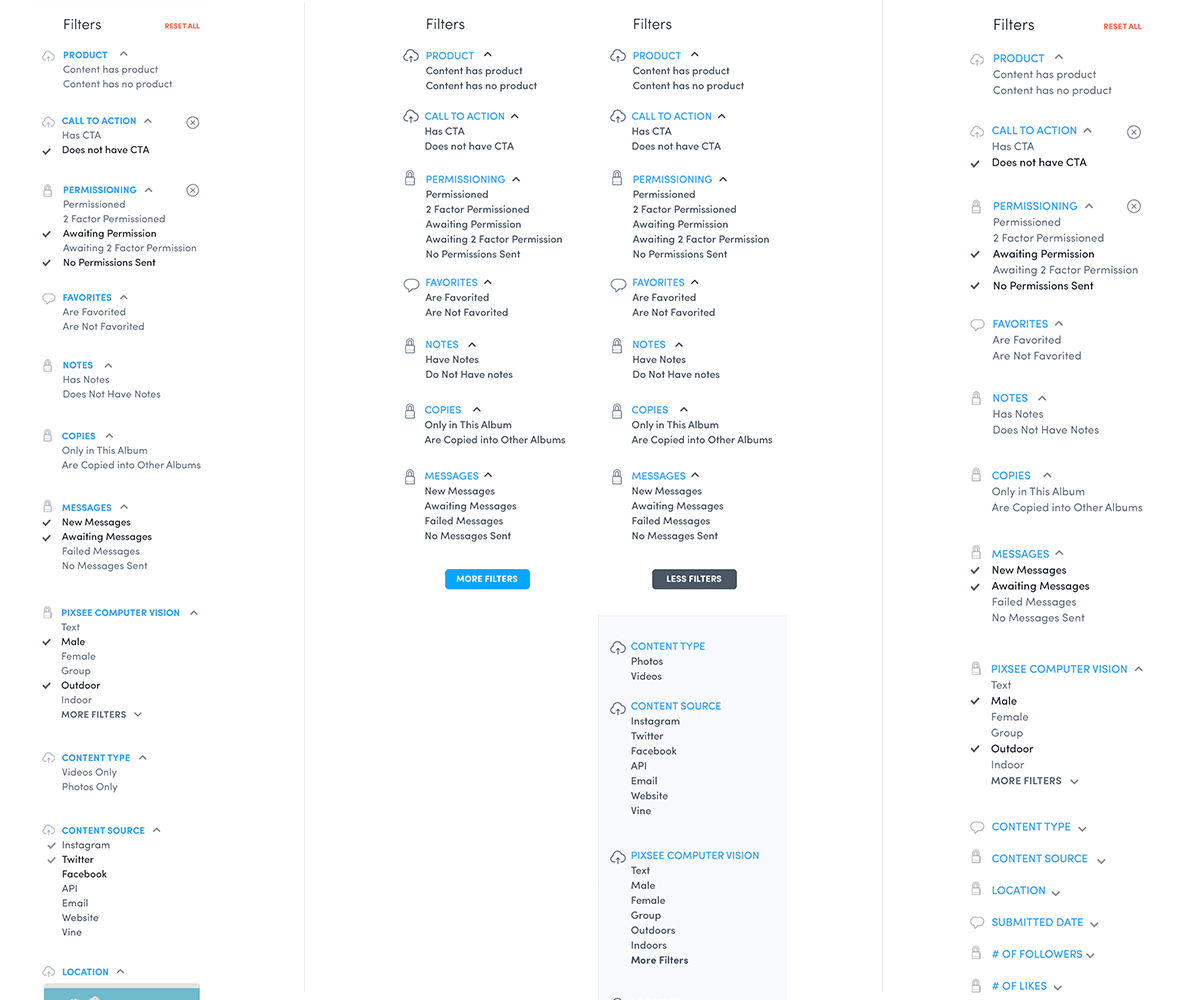 Filters
RESET ALL
PRODUCT
Content has product
Content has no product
CALL TO ACTION
Has CTA
Does not have CTA
PERMISSIONING
Permissioned
2 Factor Permissioned
Awaiting Permission
Awaiting 2 Factor Permission
No Permissions Sent
FAVORITES
Are Favorited
Are Not Favorited
NOTES
Has Notes
Does Not Have Notes
COPIES
Only in This Album
Are Copied into Other Albums
MESSAGES
New Messages
Awaiting Messages
Failed Messages
No Messages Sent
PIXSEE COMPUTER VISION
Text
Male
Female
Group
Outdoor
Indoor
MORE FILTERS
CONTENT TYPE
Videos Only
Photos Only
CONTENT SOURCE
Instagram
Twitter
Facebook
API
Email
Website
Vine
LOCATION
Filters
PRODUCT
Content has product
Content has no product
CALL TO ACTION
Has CTA
Does not have CTA
PERMISSIONING
Permissioned
2 Factor Permissioned
Awaiting Permission
Awaiting 2 Factor Permission
No Permissions Sent
FAVORITES
Are Favorited
Are Not Favorited
NOTES
Have Notes
Do Not Have notes
COPIES
Only in This Album
Are Copied into Other Albums
MESSAGES
New Messages
Awaiting Messages
Failed Messages
No Messages Sent
MORE FILTERS
Filters
PRODUCT
Content has product
Content has no product
CALL TO ACTION
Has CTA
Does not have CTA
PERMISSIONING
Permissioned
2 Factor Permissioned
Awaiting Permission
Awaiting 2 Factor Permission
No Permissions Sent
FAVORITES
Are Favorited
Are Not Favorited
NOTES
Have Notes
Do Not Have notes
COPIES
Only in This Album
Are Copied into Other Albums
MESSAGES
New Messages
Awaiting Messages
Failed Messages
No Messages Sent
LESS FILTERS
CONTENT TYPE
Photos
Videos
CONTENT SOURCE
Instagram
Twitter
Facebook
API
Email
Website
Vine
PIXSEE COMPUTER VISION
Text
Male
Female
Group
Outdoors
Indoors
More Filters
Filters
RESET ALL
PRODUCT
Content has product
Content has no product
CALL TO ACTION
Has CTA
Does not have CTA
PERMISSIONING
Permissioned
2 Factor Permissioned
Awaiting Permission
Awaiting 2 Factor Permission
No Permissions Sent
FAVORITES
Are Favorited
Are Not Favorited
NOTES
Has Notes
Does Not Have Notes
COPIES
Only in This Album
Are Copied into Other Albums
MESSAGES
New Messages
Awaiting Messages
Failed Messages
No Messages Sent
PIXSEE COMPUTER VISION
Text
Male
Female
Group
Outdoor
Indoor
MORE FILTERS
CONTENT TYPE
CONTENT SOURCE
LOCATION
SUBMITTED DATE
# OF FOLLOWERS
# OF LIKES